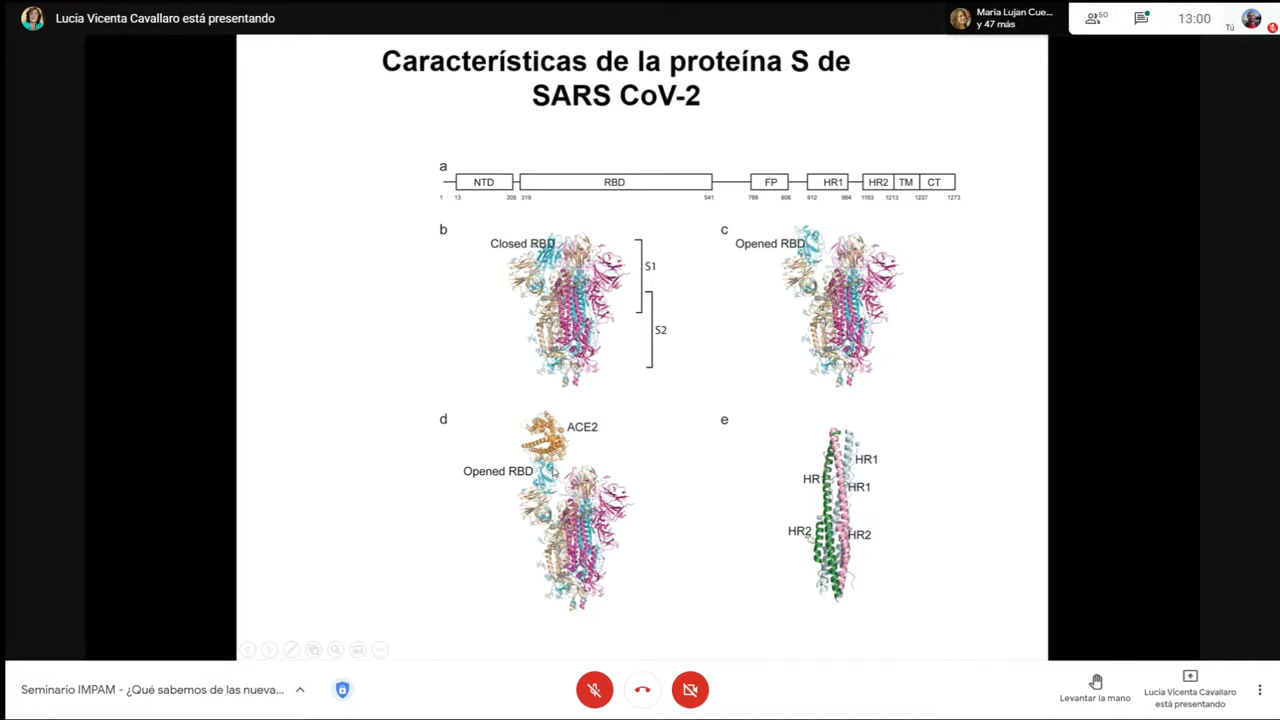 Lucia Vicenta Cavallaro está presentando
Maria Lujan Cue...
y 47 más
50
13:00
Tú
Características de la proteína S de
SARS CoV-2
a
NTD RBD FP HR1 HR2 TM CT
1 13 305 319 541 788 806 912 984 1163 1213 1237 1273
b
Closed RBD
S1
S2
c
Opened RBD
d
ACE2
Opened RBD
e
HR1
HR1
HR1
HR2
HR2
Seminario IMPAM - ¿Qué sabemos de las nueva...
Levantar la mano
Lucia Vicenta Cavallaro
está presentando